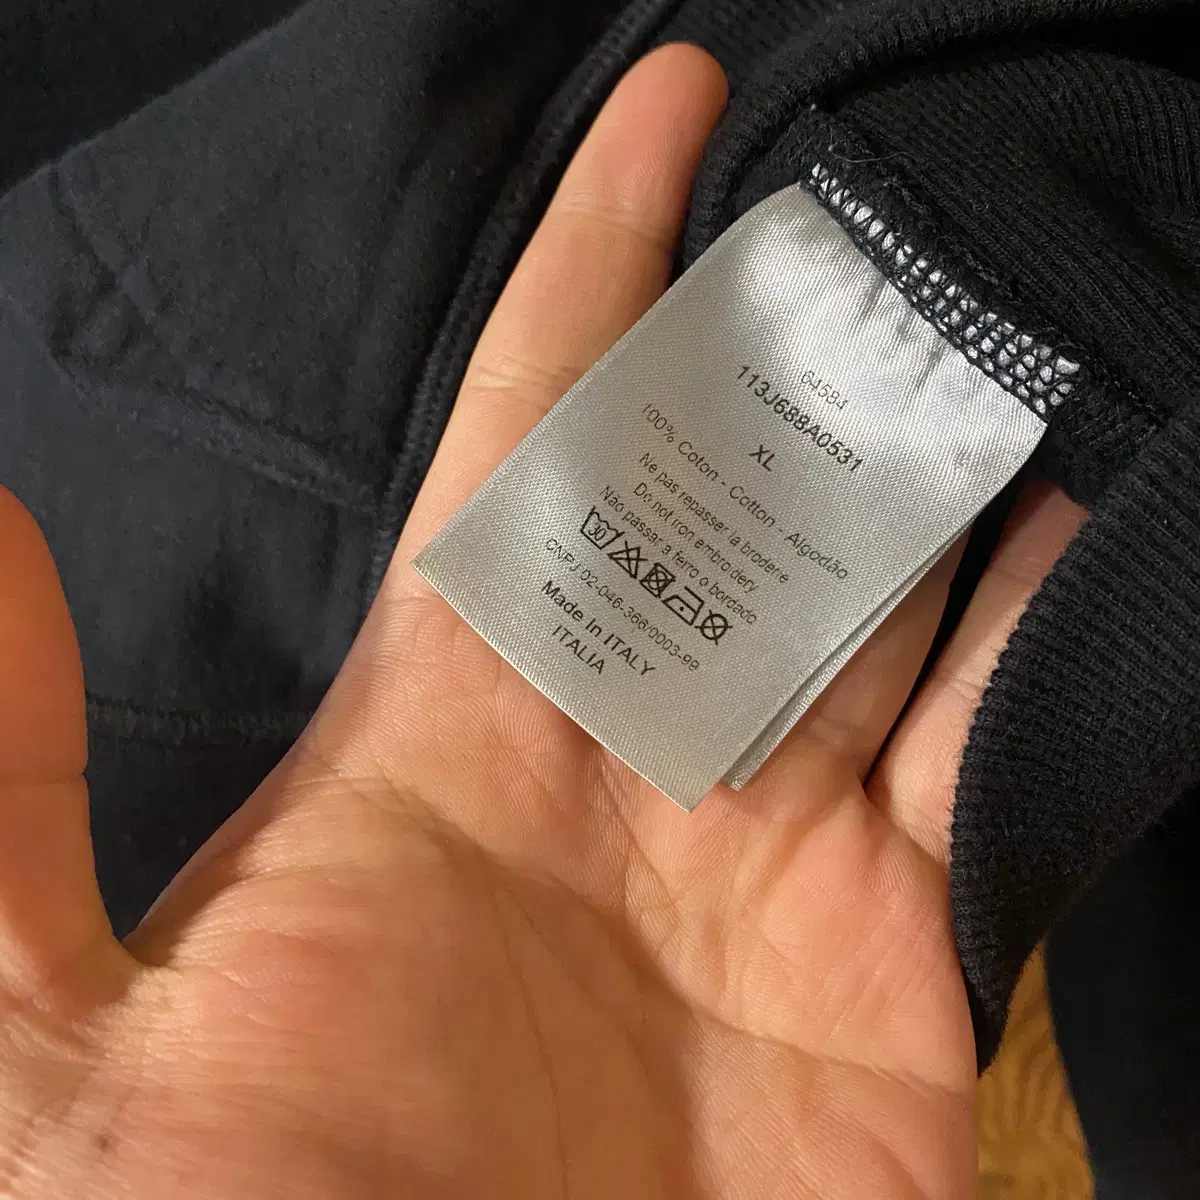 64584
113J688A0531
XL
100% Coton - Cotton - Algodão
Ne pas repasser la broderie
Do not iron embroidery
Não passar a ferro o bordado
30
CNPJ 02-046-366/0003-99
Made In ITALY
ITALIA